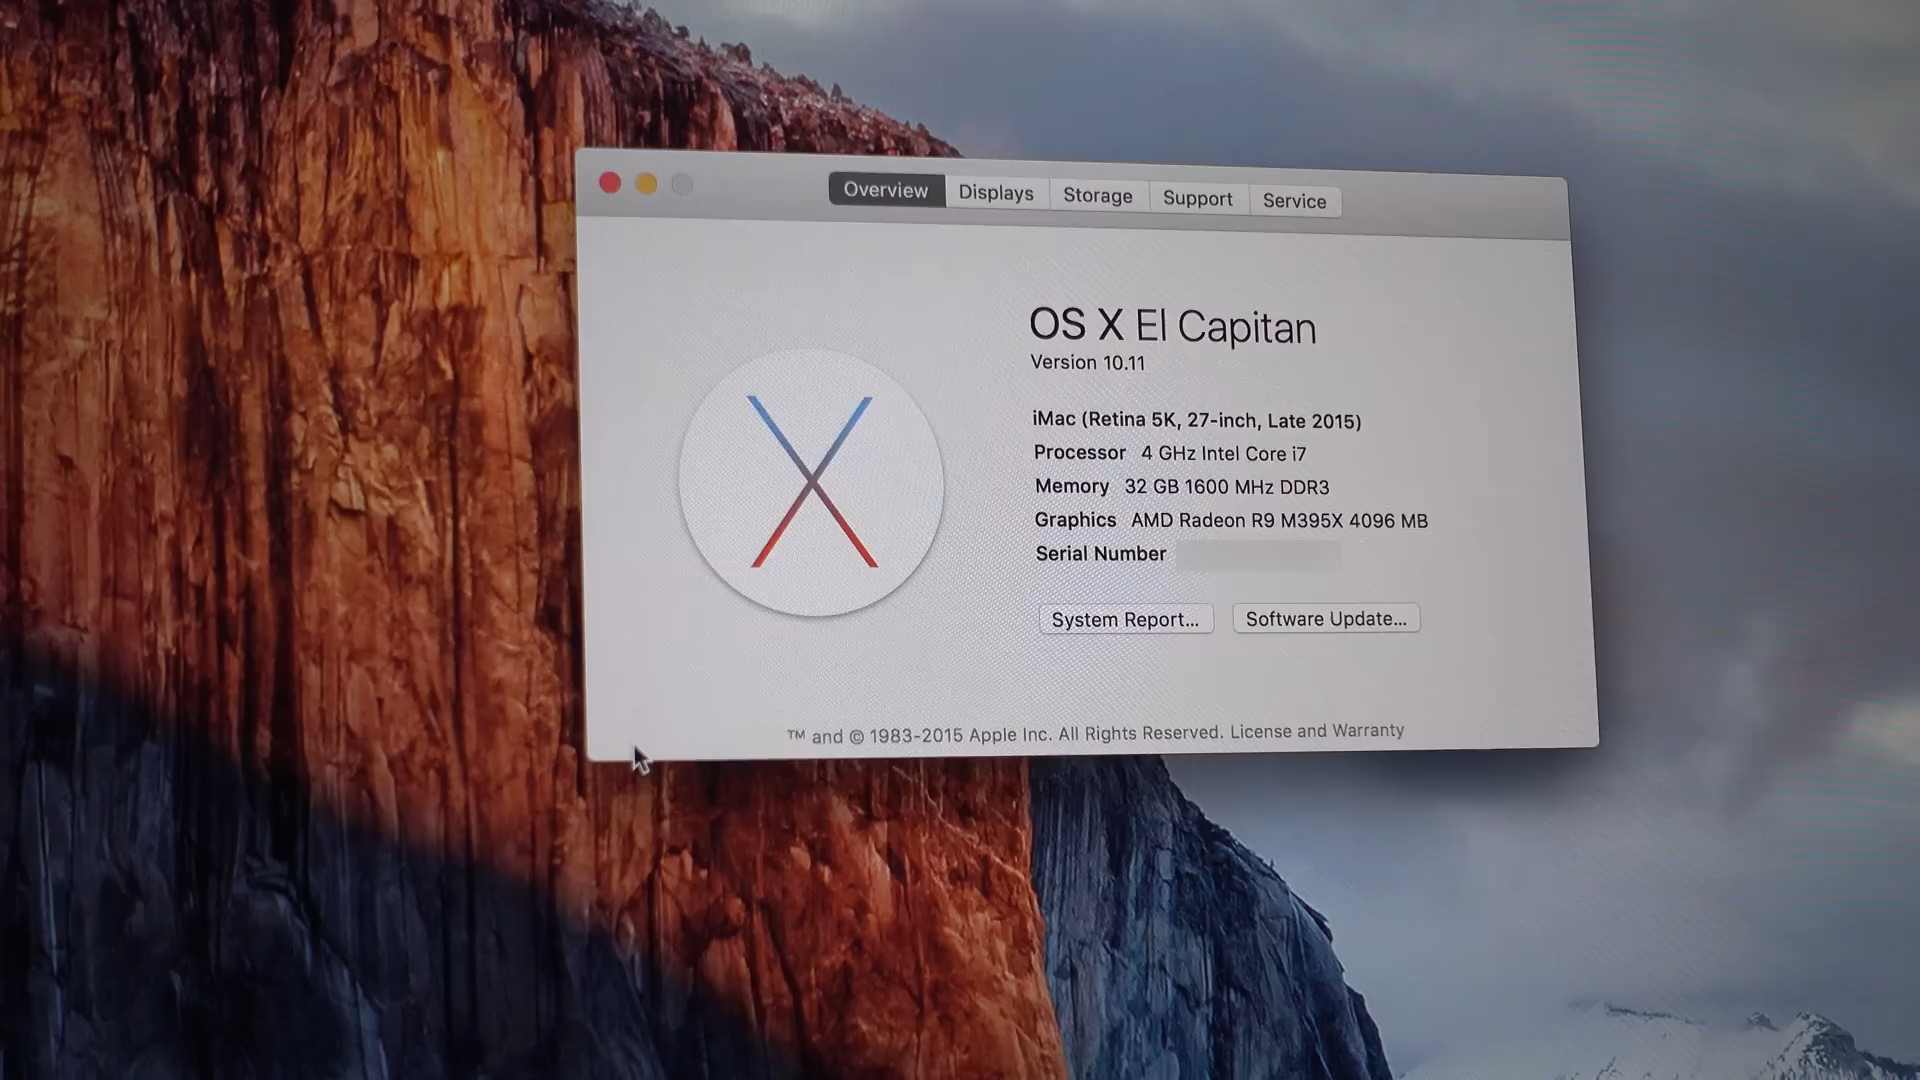 Overview Displays Storage Support Service
OS X El Capitan
Version 10.11
iMac (Retina 5K, 27-inch, Late 2015)
Processor 4 GHz Intel Core i7
Memory 32 GB 1600 MHz DDR3
Graphics AMD Radeon R9 M395X 4096 MB
Serial Number
System Report... Software Update...
™ and © 1983-2015 Apple Inc. All Rights Reserved. License and Warranty